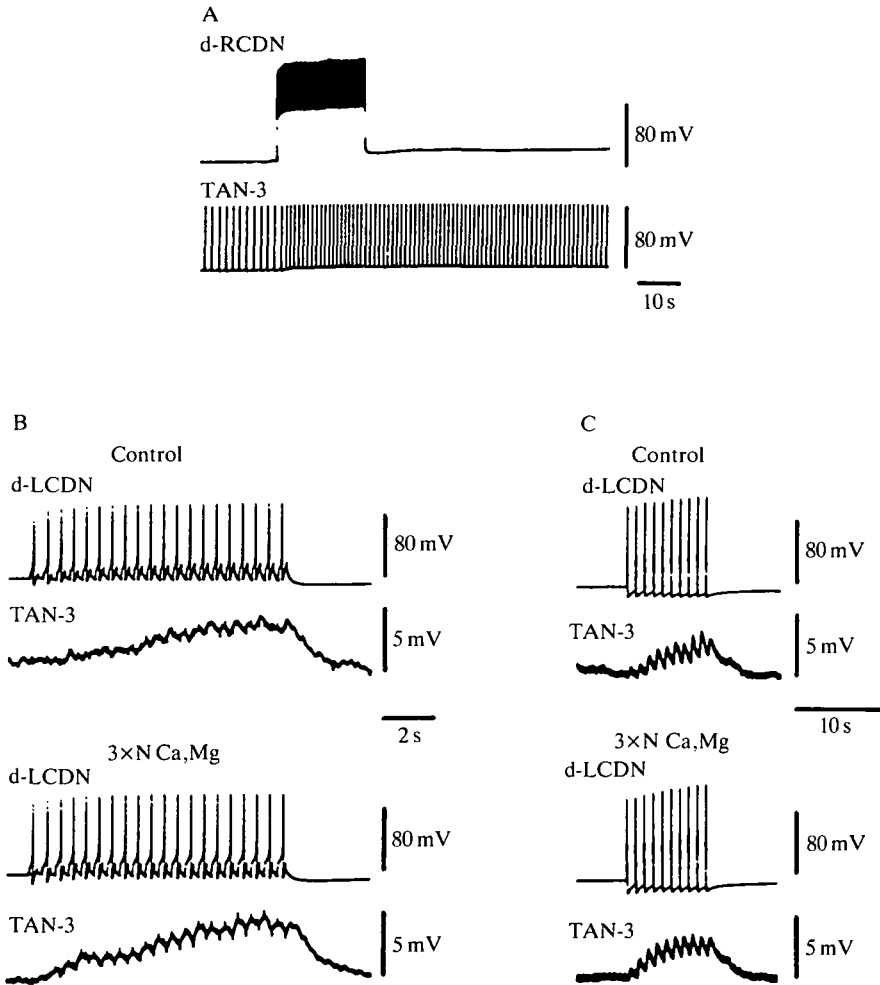 A
d-RCDN
80 mV
TAN-3
80 mV
10 s
B
Control
d-LCDN
80 mV
TAN-3
5 mV
2 s
3×N Ca,Mg
d-LCDN
80 mV
TAN-3
5 mV
C
Control
d-LCDN
80 mV
TAN-3
5 mV
10 s
3×N Ca,Mg
d-LCDN
80 mV
TAN-3
5 mV